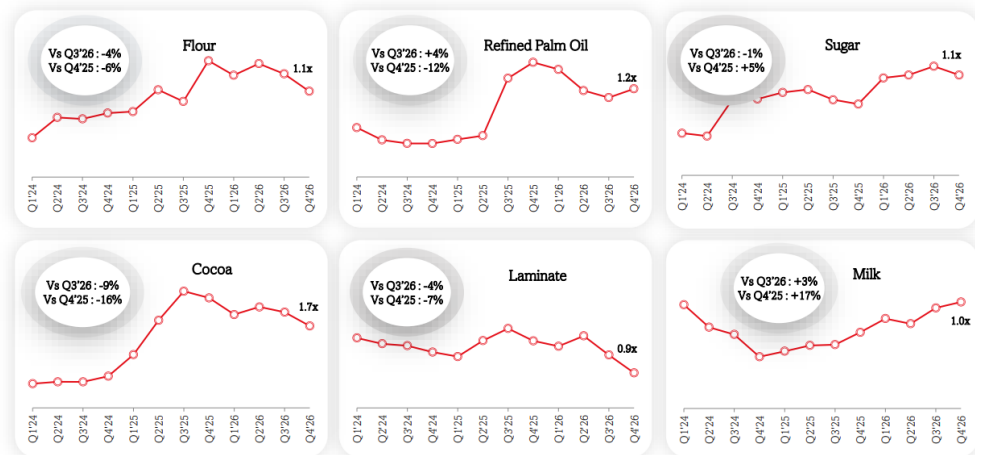 Flour
Vs Q3'26 : -4%
Vs Q4'25 : -6%
1.1x
Q1'24 Q2'24 Q3'24 Q4'24 Q1'25 Q2'25 Q3'25 Q4'25 Q1'26 Q2'26 Q3'26 Q4'26
Refined Palm Oil
Vs Q3'26 : +4%
Vs Q4'25 : -12%
1.2x
Q1'24 Q2'24 Q3'24 Q4'24 Q1'25 Q2'25 Q3'25 Q4'25 Q1'26 Q2'26 Q3'26 Q4'26
Sugar
Vs Q3'26 : -1%
Vs Q4'25 : +5%
1.1x
Q1'24 Q2'24 Q3'24 Q4'24 Q1'25 Q2'25 Q3'25 Q4'25 Q1'26 Q2'26 Q3'26 Q4'26
Cocoa
Vs Q3'26 : -9%
Vs Q4'25 : -16%
1.7x
Q1'24 Q2'24 Q3'24 Q4'24 Q1'25 Q2'25 Q3'25 Q4'25 Q1'26 Q2'26 Q3'26 Q4'26
Laminate
Vs Q3'26 : -4%
Vs Q4'25 : -7%
0.9x
Q1'24 Q2'24 Q3'24 Q4'24 Q1'25 Q2'25 Q3'25 Q4'25 Q1'26 Q2'26 Q3'26 Q4'26
Milk
Vs Q3'26 : +3%
Vs Q4'25 : +17%
1.0x
Q1'24 Q2'24 Q3'24 Q4'24 Q1'25 Q2'25 Q3'25 Q4'25 Q1'26 Q2'26 Q3'26 Q4'26